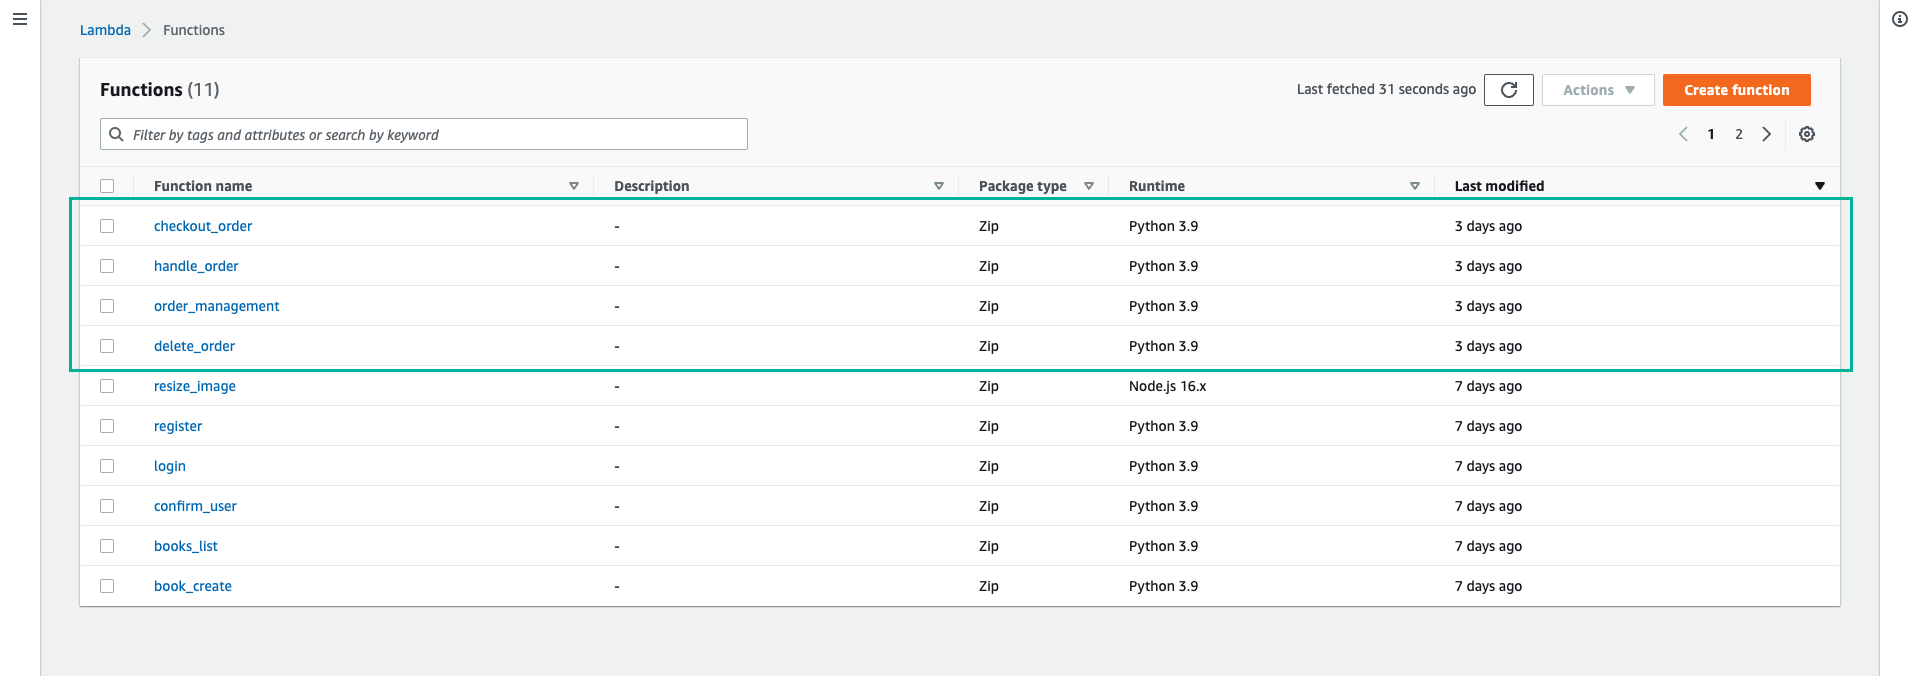 Lambda Functions
Functions (11) Last fetched 31 seconds ago Actions Create function
Filter by tags and attributes or search by keyword 1 2
Function name Description Package type Runtime Last modified
checkout_order - Zip Python 3.9 3 days ago
handle_order - Zip Python 3.9 3 days ago
order_management - Zip Python 3.9 3 days ago
delete_order - Zip Python 3.9 3 days ago
resize_image - Zip Node.js 16.x 7 days ago
register - Zip Python 3.9 7 days ago
login - Zip Python 3.9 7 days ago
confirm_user - Zip Python 3.9 7 days ago
books_list - Zip Python 3.9 7 days ago
book_create - Zip Python 3.9 7 days ago